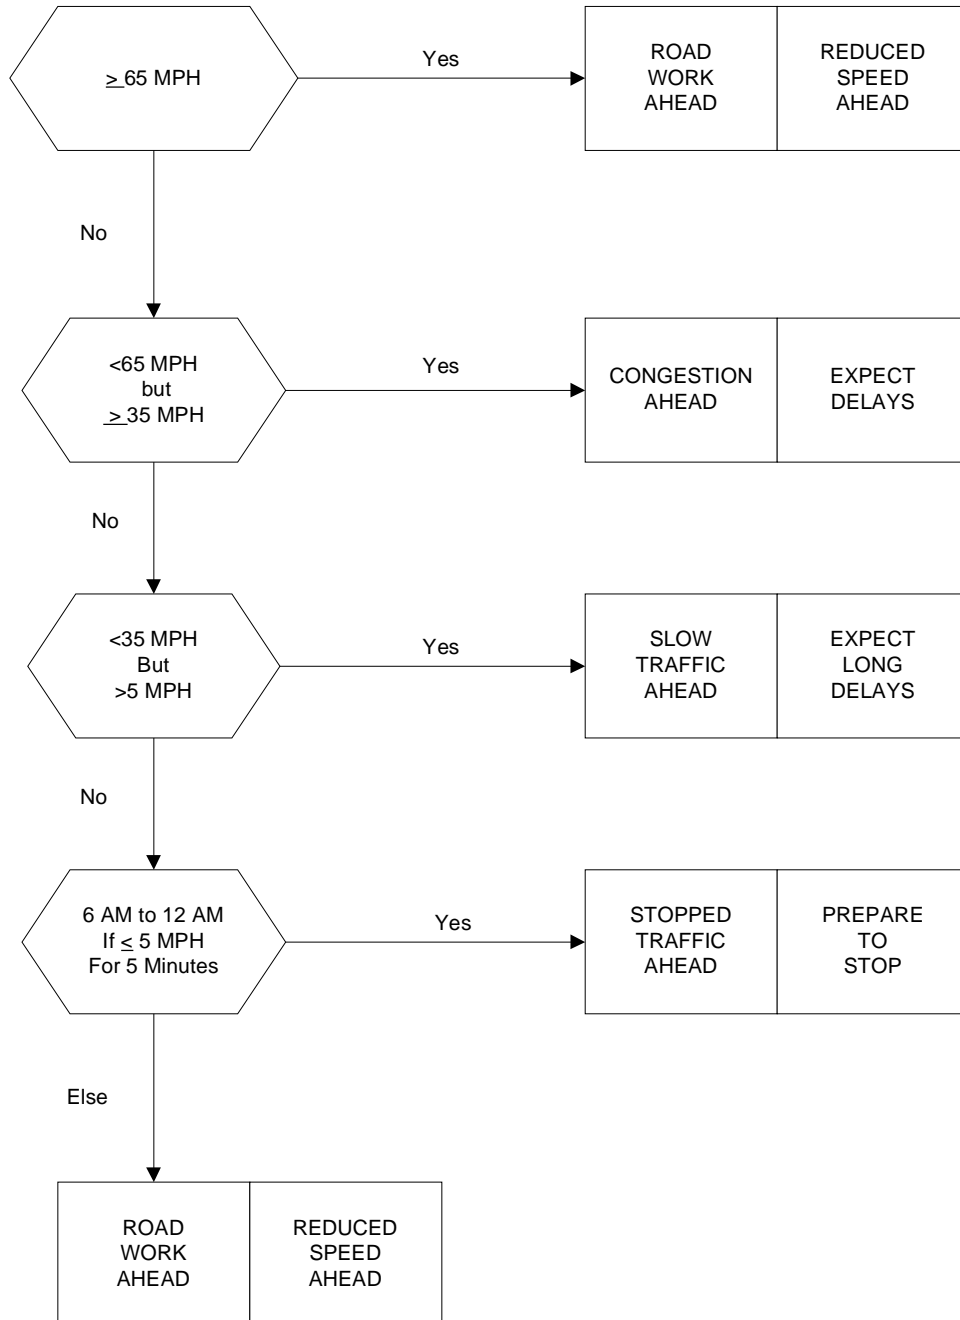 ≥ 65 MPH
Yes
ROAD
WORK
AHEAD
REDUCED
SPEED
AHEAD
No
<65 MPH
but
≥ 35 MPH
Yes
CONGESTION
AHEAD
EXPECT
DELAYS
No
<35 MPH
But
>5 MPH
Yes
SLOW
TRAFFIC
AHEAD
EXPECT
LONG
DELAYS
No
6 AM to 12 AM
If ≤ 5 MPH
For 5 Minutes
Yes
STOPPED
TRAFFIC
AHEAD
PREPARE
TO
STOP
Else
ROAD
WORK
AHEAD
REDUCED
SPEED
AHEAD